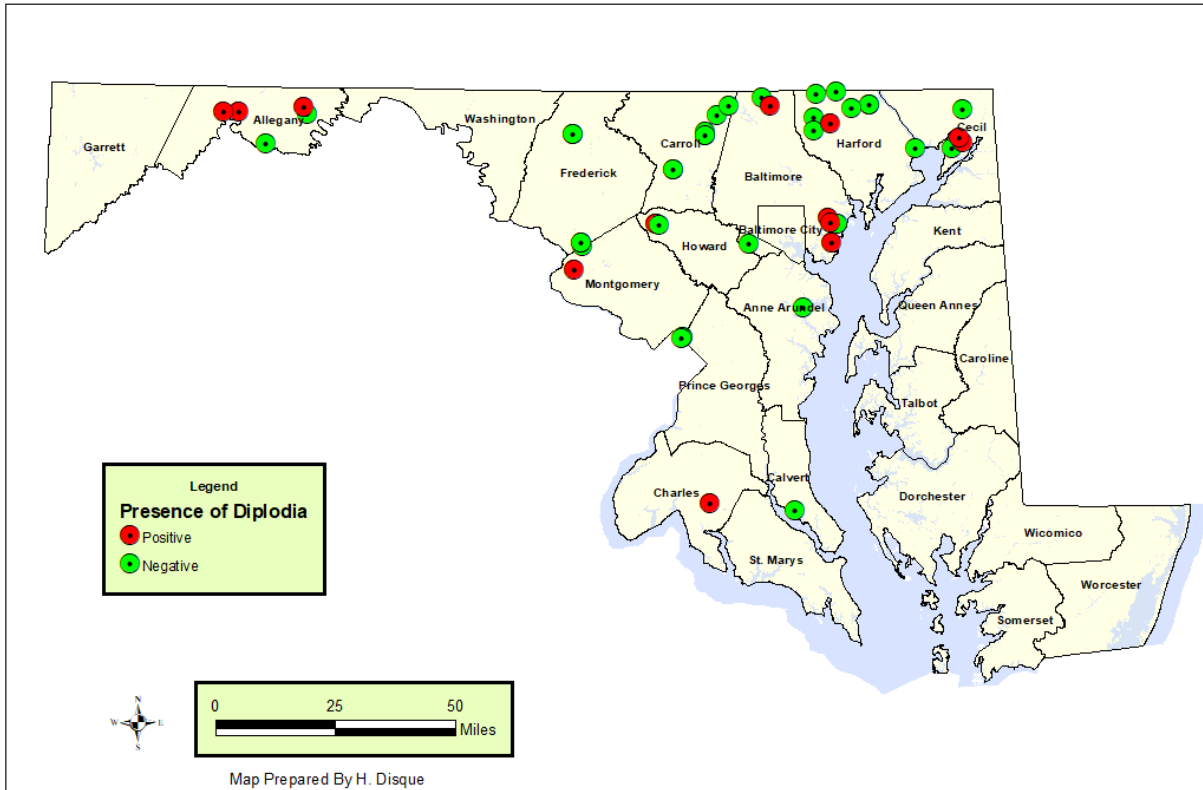 Garrett
Allegany
Washington
Frederick
Carroll
Baltimore
Harford
Cecil
Baltimore City
Howard
Kent
Montgomery
Anne Arundel
Queen Annes
Caroline
Prince Georges
Talbot
Charles
Calvert
Dorchester
St. Marys
Wicomico
Worcester
Somerset
Legend
Presence of Diplodia
Positive
Negative
N
W E
S
0 25 50
Miles
Map Prepared By H. Disque